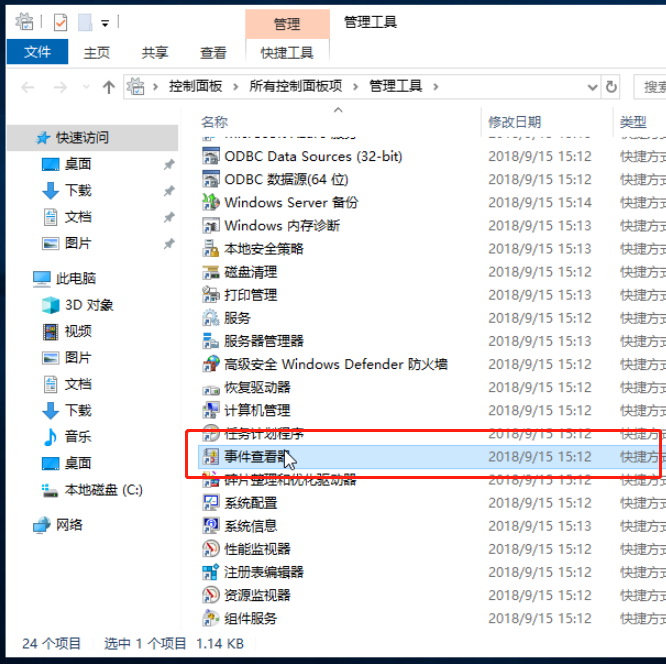 管理 管理工具
文件 主页 共享 查看 快捷工具
控制面板 所有控制面板项 管理工具
名称 修改日期 类型
快速访问
桌面
下载
文档
图片
此电脑
3D 对象
视频
图片
文档
下载
音乐
桌面
本地磁盘 (C:)
网络
ODBC Data Sources (32-bit) 2018/9/15 15:12 快捷方式
ODBC 数据源(64 位) 2018/9/15 15:12 快捷方式
Windows Server 备份 2018/9/15 15:14 快捷方式
Windows 内存诊断 2018/9/15 15:13 快捷方式
本地安全策略 2018/9/15 15:13 快捷方式
磁盘清理 2018/9/15 15:12 快捷方式
打印管理 2018/9/15 15:13 快捷方式
服务 2018/9/15 15:12 快捷方式
服务器管理器 2018/9/15 15:13 快捷方式
高级安全 Windows Defender 防火墙 2018/9/15 15:12 快捷方式
恢复驱动器 2018/9/15 15:12 快捷方式
计算机管理 2018/9/15 15:12 快捷方式
任务计划程序 2018/9/15 15:12 快捷方式
事件查看器 2018/9/15 15:12 快捷方式
碎片整理和优化驱动器 2018/9/15 15:12 快捷方式
系统配置 2018/9/15 15:12 快捷方式
系统信息 2018/9/15 15:13 快捷方式
性能监视器 2018/9/15 15:12 快捷方式
注册表编辑器 2018/9/15 15:12 快捷方式
资源监视器 2018/9/15 15:12 快捷方式
组件服务 2018/9/15 15:12 快捷方式
24 个项目 选中 1 个项目 1.14 KB